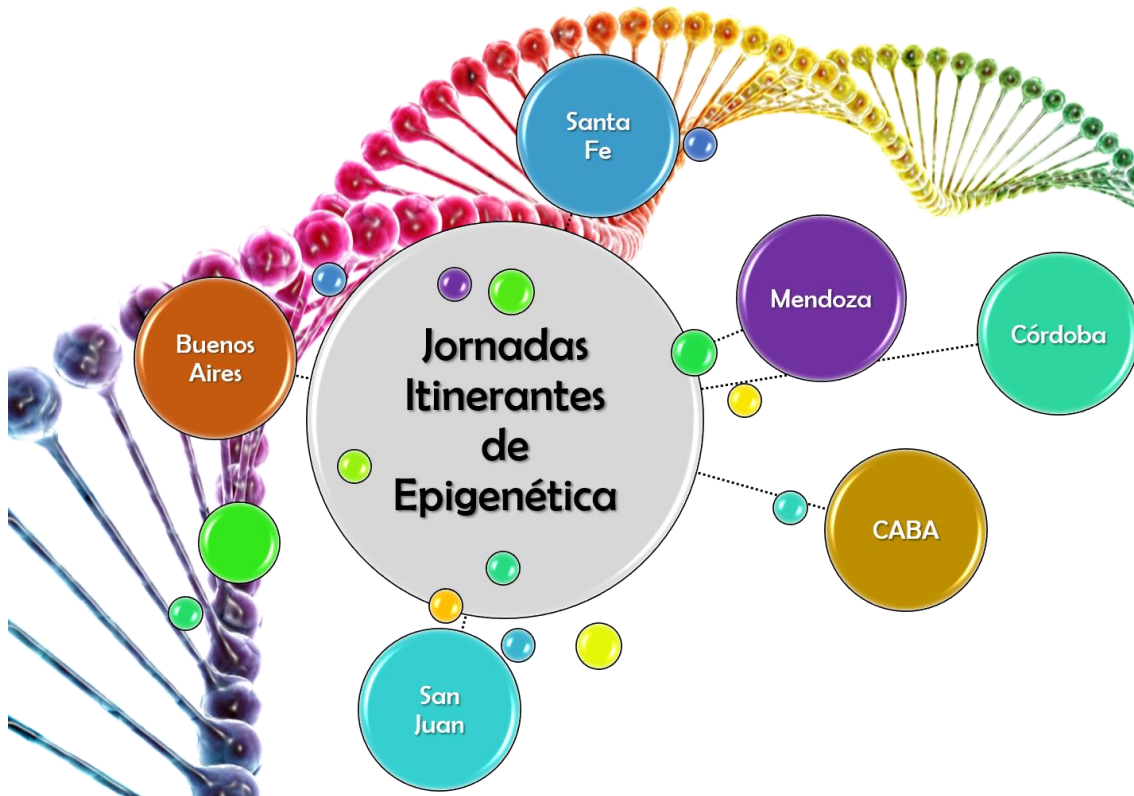 Santa
Fe
Mendoza
Córdoba
Buenos
Aires
Jornadas
Itinerantes
de
Epigenética
CABA
San
Juan